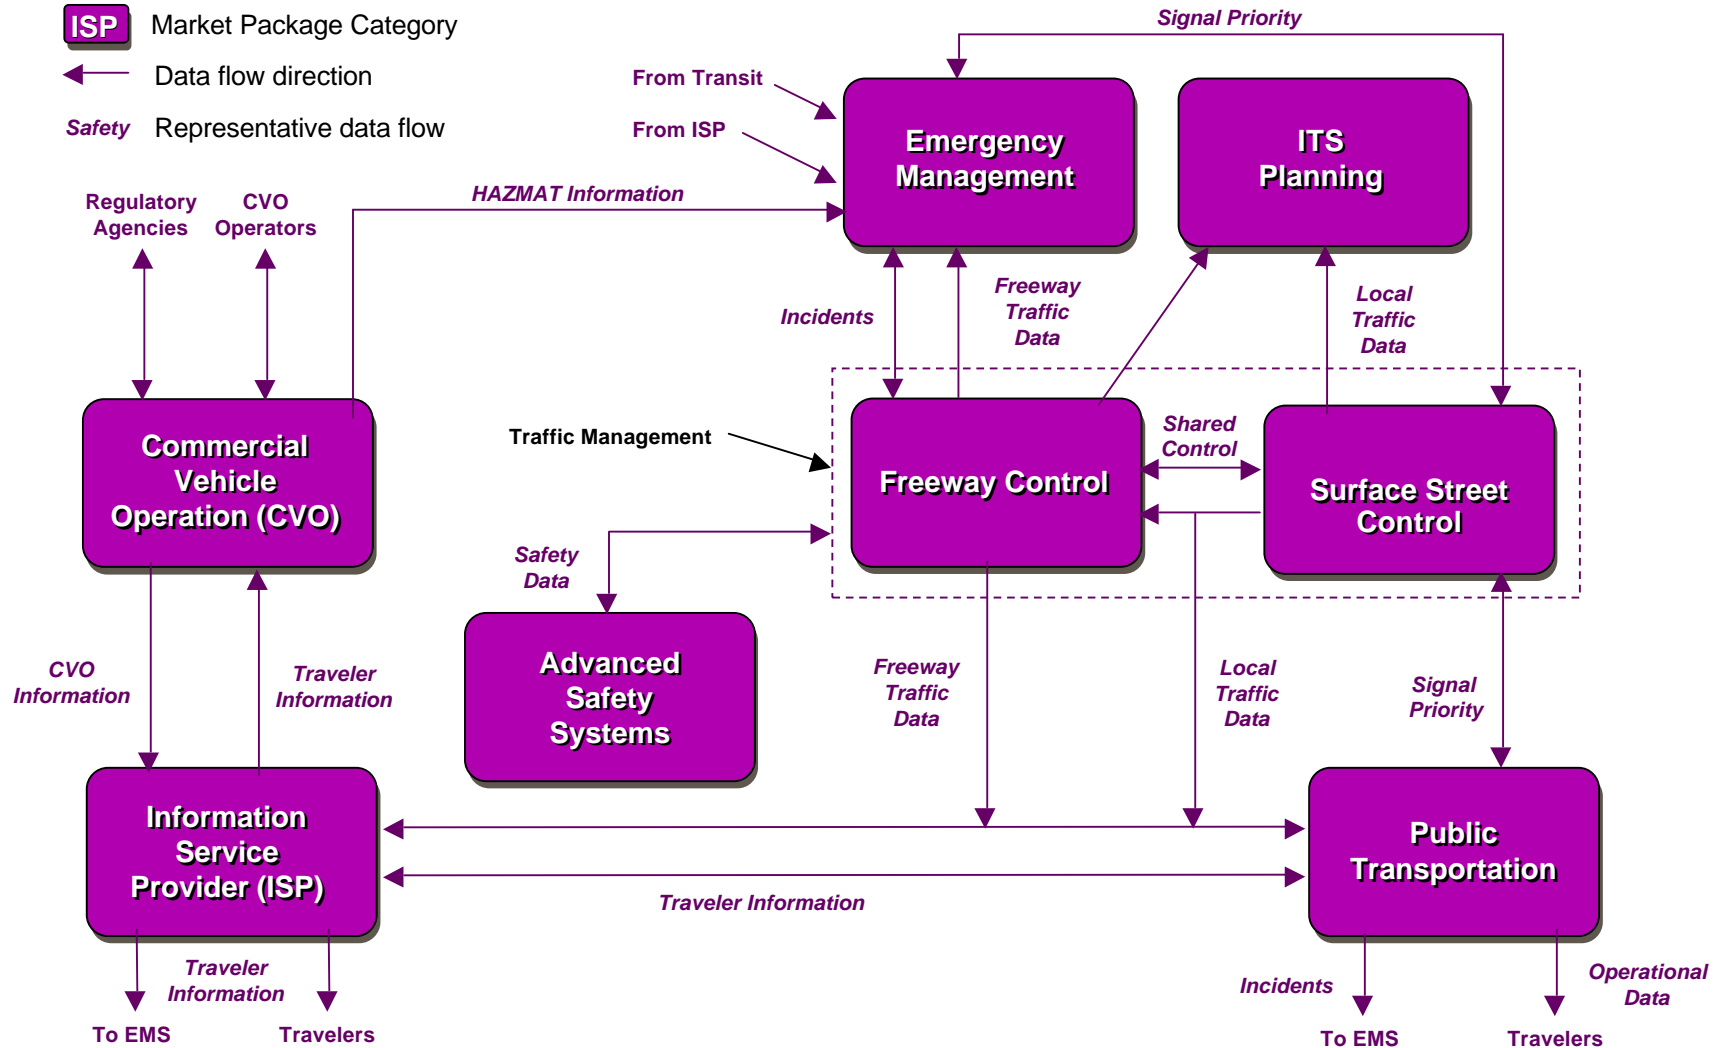 ISP Market Package Category
Data flow direction
Safety Representative data flow
Signal Priority
From Transit
From ISP
Emergency
Management
ITS
Planning
HAZMAT Information
Regulatory
Agencies
CVO
Operators
Incidents
Freeway
Traffic
Data
Local
Traffic
Data
Commercial
Vehicle
Operation (CVO)
Traffic Management
Freeway Control
Shared
Control
Surface Street
Control
Safety
Data
Advanced
Safety
Systems
CVO
Information
Traveler
Information
Freeway
Traffic
Data
Local
Traffic
Data
Signal
Priority
Information
Service
Provider (ISP)
Traveler Information
Public
Transportation
Traveler
Information
To EMS
Travelers
Incidents
Operational
Data
To EMS
Travelers